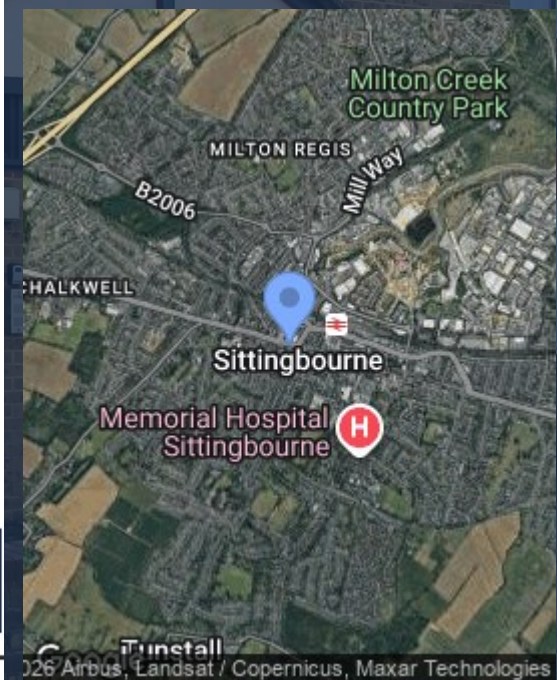 Milton Creek
Country Park
MILTON REGIS
Mill Way
B2006
CHALKWELL
Sittingbourne
Memorial Hospital
Sittingbourne
H
Tunstall
026 Airbus, Landsat / Copernicus, Maxar Technologies